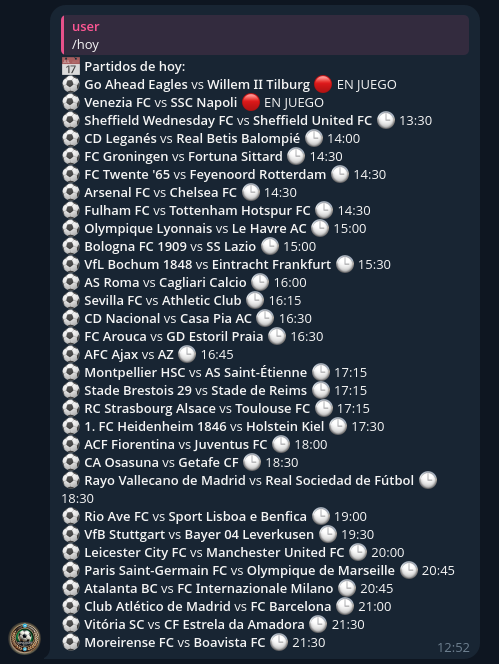 user
/hoy
17 Partidos de hoy:
Go Ahead Eagles vs Willem II Tilburg EN JUEGO
Venezia FC vs SSC Napoli EN JUEGO
Sheffield Wednesday FC vs Sheffield United FC 13:30
CD Leganés vs Real Betis Balompié 14:00
FC Groningen vs Fortuna Sittard 14:30
FC Twente '65 vs Feyenoord Rotterdam 14:30
Arsenal FC vs Chelsea FC 14:30
Fulham FC vs Tottenham Hotspur FC 14:30
Olympique Lyonnais vs Le Havre AC 15:00
Bologna FC 1909 vs SS Lazio 15:00
VfL Bochum 1848 vs Eintracht Frankfurt 15:30
AS Roma vs Cagliari Calcio 16:00
Sevilla FC vs Athletic Club 16:15
CD Nacional vs Casa Pia AC 16:30
FC Arouca vs GD Estoril Praia 16:30
AFC Ajax vs AZ 16:45
Montpellier HSC vs AS Saint-Étienne 17:15
Stade Brestois 29 vs Stade de Reims 17:15
RC Strasbourg Alsace vs Toulouse FC 17:15
1. FC Heidenheim 1846 vs Holstein Kiel 17:30
ACF Fiorentina vs Juventus FC 18:00
CA Osasuna vs Getafe CF 18:30
Rayo Vallecano de Madrid vs Real Sociedad de Fútbol
18:30
Rio Ave FC vs Sport Lisboa e Benfica 19:00
VfB Stuttgart vs Bayer 04 Leverkusen 19:30
Leicester City FC vs Manchester United FC 20:00
Paris Saint-Germain FC vs Olympique de Marseille 20:45
Atalanta BC vs FC Internazionale Milano 20:45
Club Atlético de Madrid vs FC Barcelona 21:00
Vitória SC vs CF Estrela da Amadora 21:30
Moreirense FC vs Boavista FC 21:30
12:52